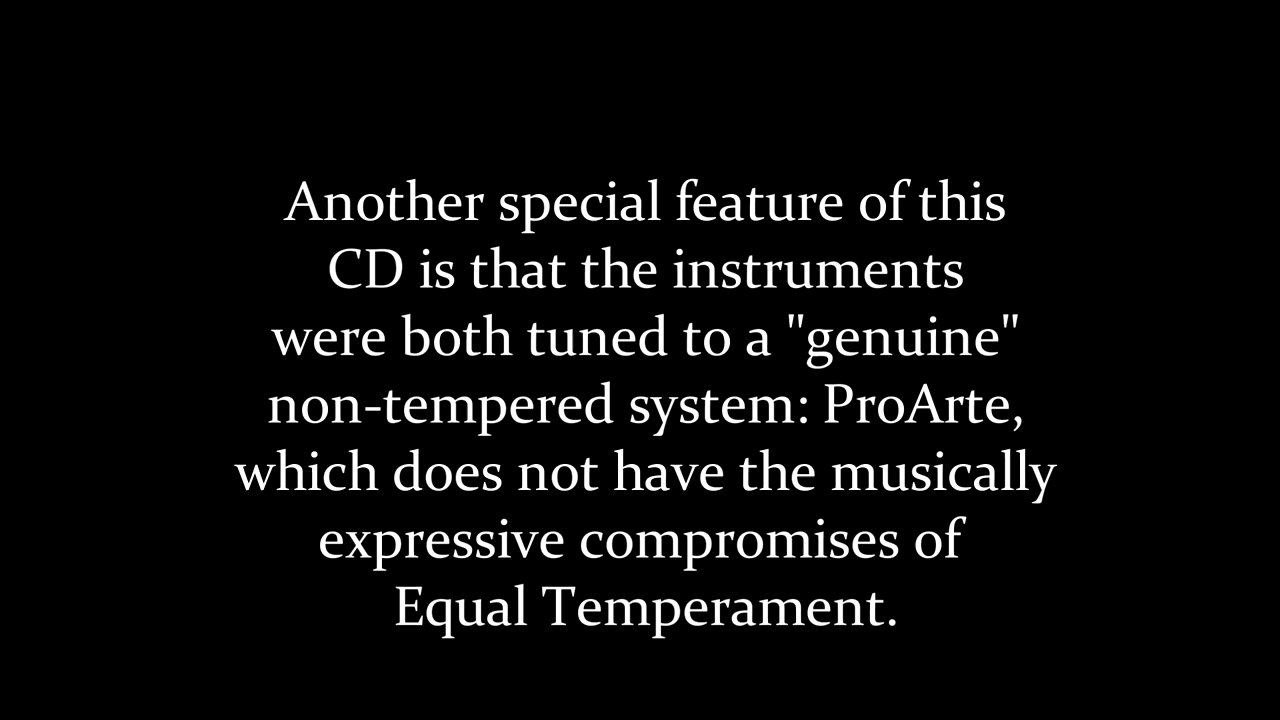 Another special feature of this
CD is that the instruments
were both tuned to a "genuine"
non-tempered system: ProArte,
which does not have the musically
expressive compromises of
Equal Temperament.